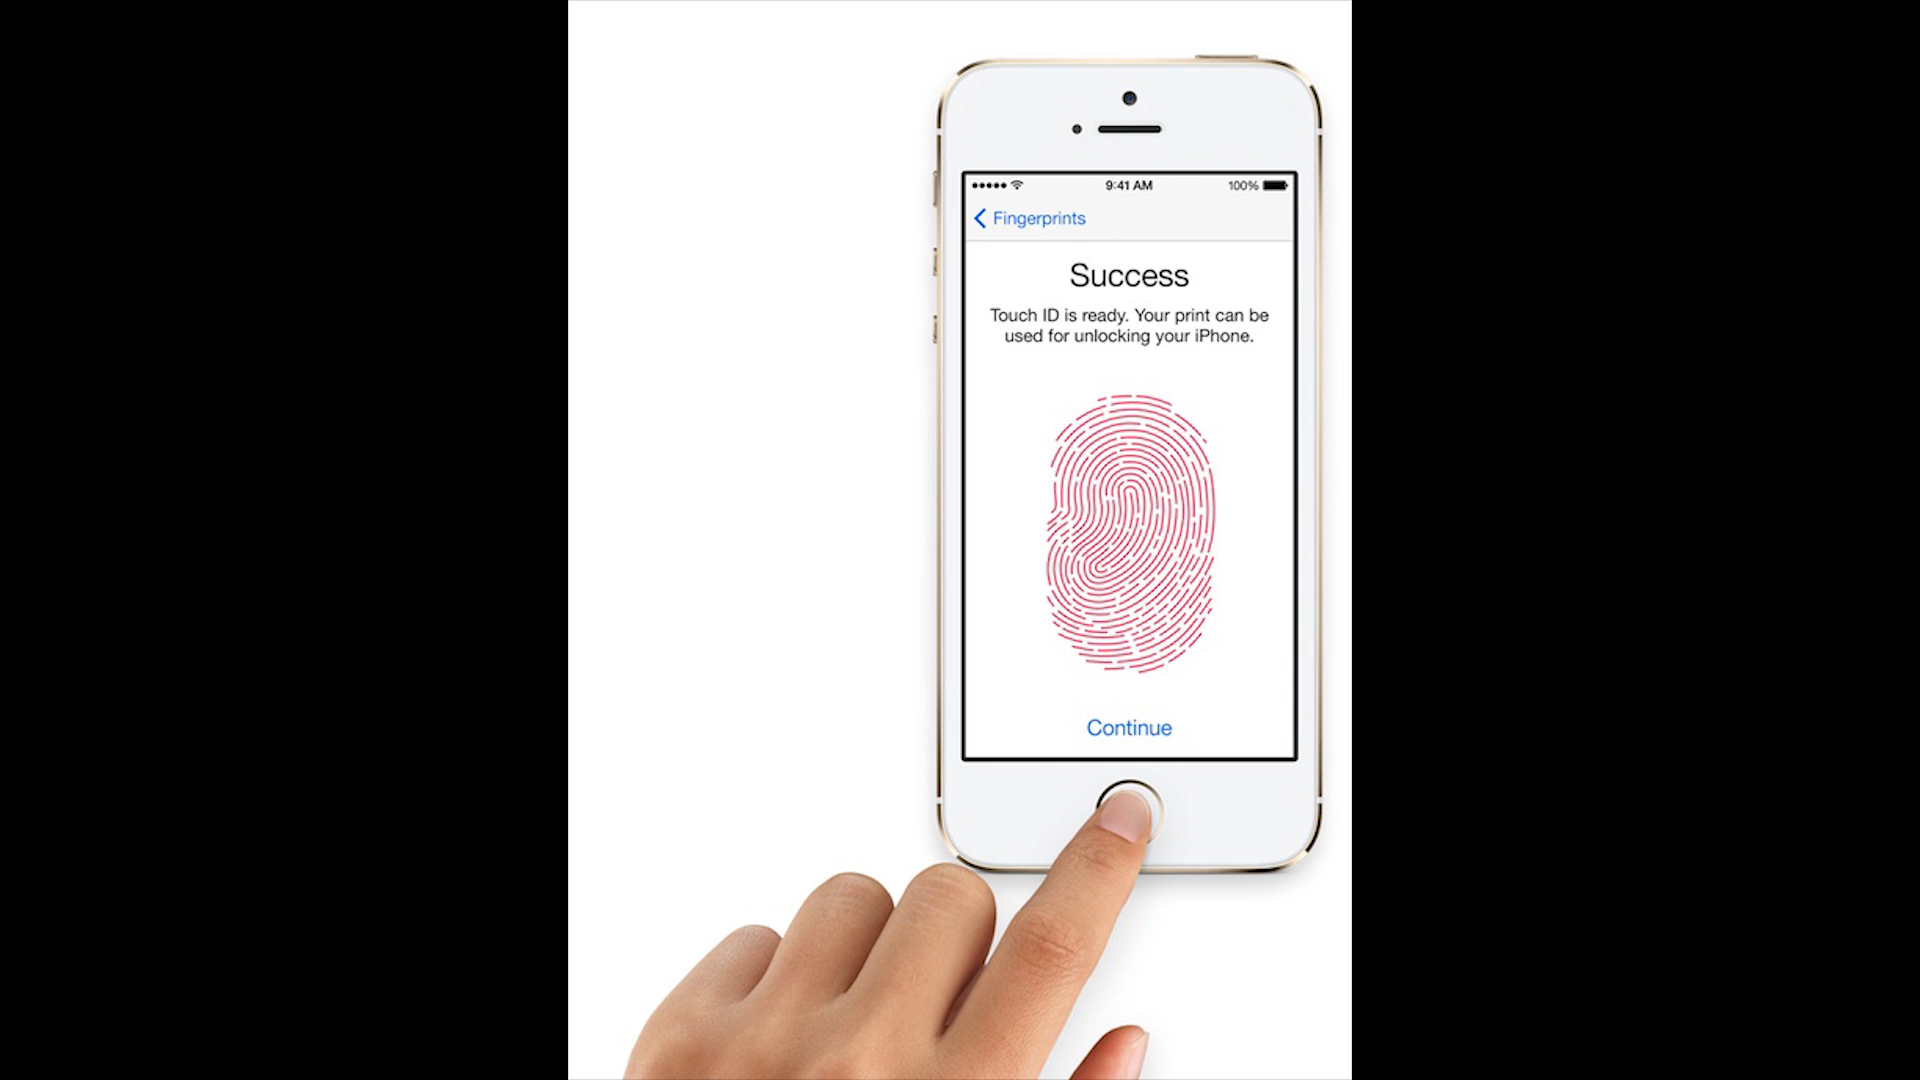 9:41 AM
100%
Fingerprints
Success
Touch ID is ready. Your print can be
used for unlocking your iPhone.
Continue